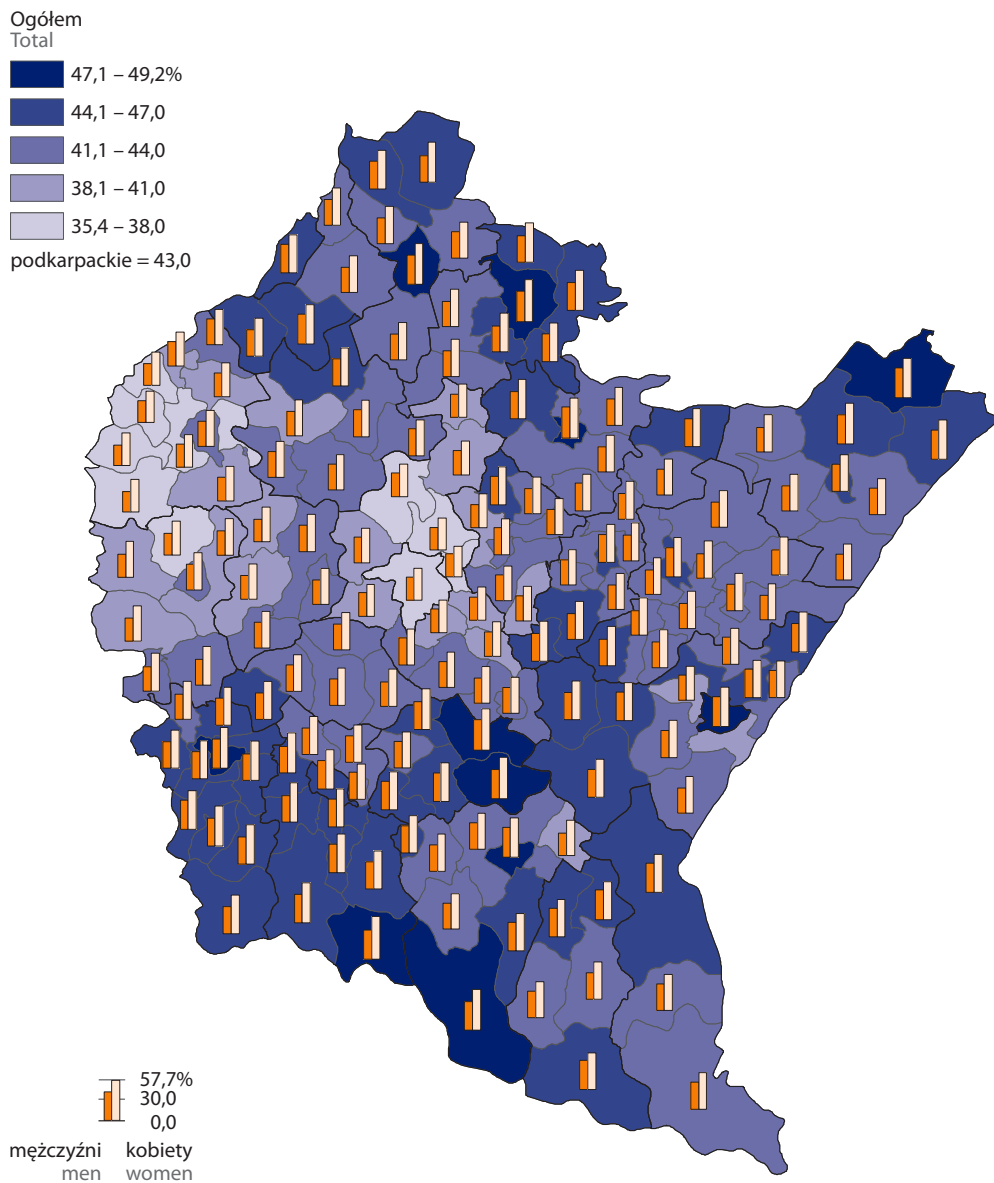 Ogółem
Total
47,1 – 49,2%
44,1 – 47,0
41,1 – 44,0
38,1 – 41,0
35,4 – 38,0
podkarpackie = 43,0
57,7%
30,0
0,0
mężczyźni kobiety
men women